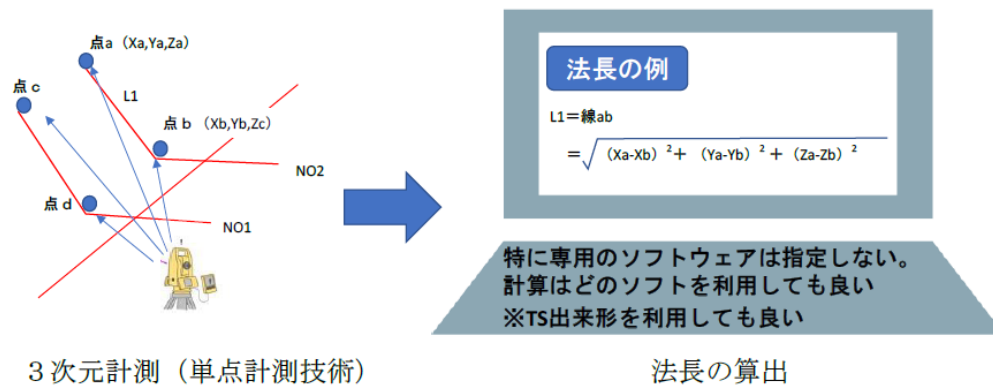 点a（Xa,Ya,Za）
点 c
L1
点 b （Xb,Yb,Zc）
NO2
点 d
NO1
法長の例
L1＝線ab
＝√（Xa-Xb）²＋（Ya-Yb）²＋（Za-Zb）²
特に専用のソフトウェアは指定しない。
計算はどのソフトを利用しても良い
※TS出来形を利用しても良い
３次元計測（単点計測技術）
法長の算出